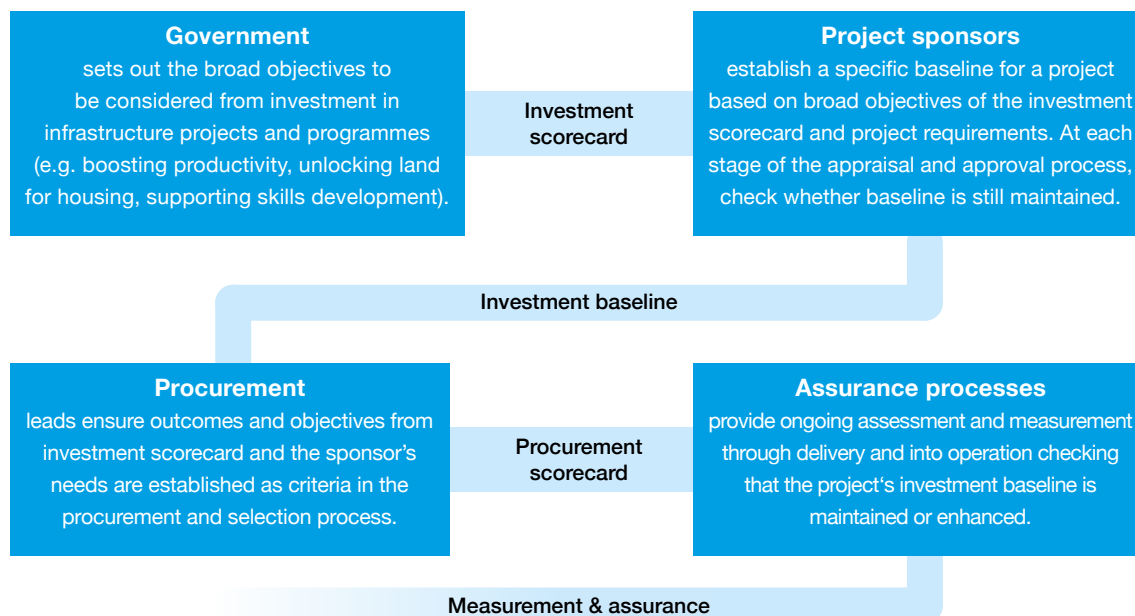 Government
sets out the broad objectives to
be considered from investment in
infrastructure projects and programmes
(e.g. boosting productivity, unlocking land
for housing, supporting skills development).
Investment
scorecard
Project sponsors
establish a specific baseline for a project
based on broad objectives of the investment
scorecard and project requirements. At each
stage of the appraisal and approval process,
check whether baseline is still maintained.
Investment baseline
Procurement
leads ensure outcomes and objectives from
investment scorecard and the sponsor’s
needs are established as criteria in the
procurement and selection process.
Procurement
scorecard
Assurance processes
provide ongoing assessment and measurement
through delivery and into operation checking
that the project‘s investment baseline is
maintained or enhanced.
Measurement & assurance